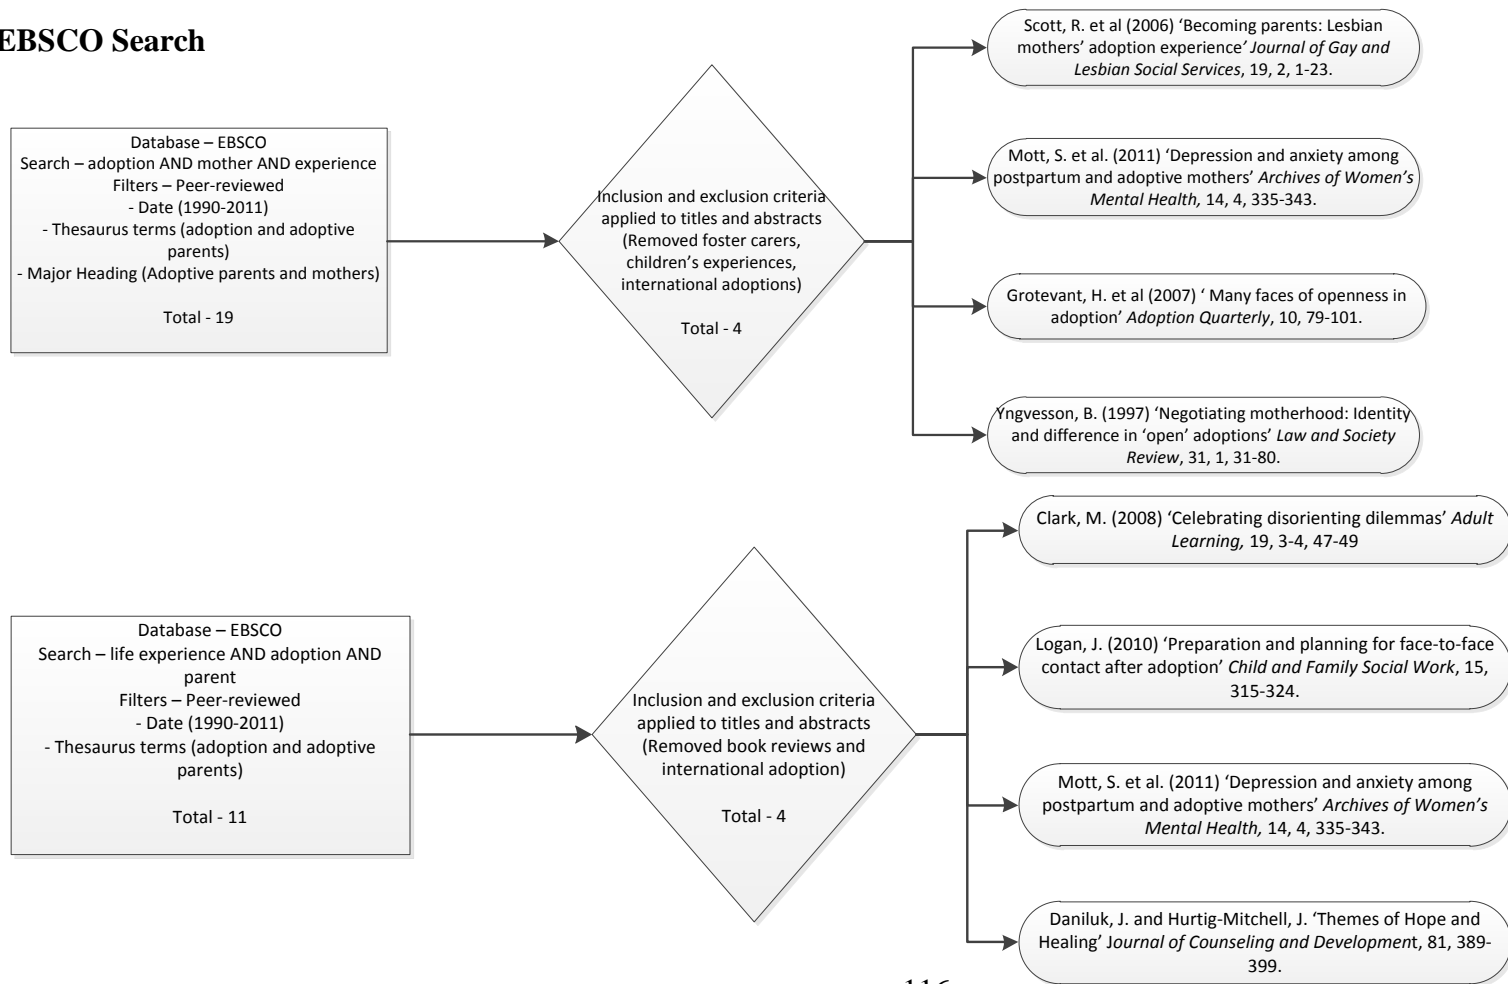 EBSCO Search
Database – EBSCO
Search – adoption AND mother AND experience
Filters – Peer-reviewed
- Date (1990-2011)
- Thesaurus terms (adoption and adoptive
parents)
- Major Heading (Adoptive parents and mothers)
Total - 19
Inclusion and exclusion criteria
applied to titles and abstracts
(Removed foster carers,
children’s experiences,
international adoptions)
Total - 4
Scott, R. et al (2006) ‘Becoming parents: Lesbian
mothers’ adoption experience’ Journal of Gay and
Lesbian Social Services, 19, 2, 1-23.
Mott, S. et al. (2011) ‘Depression and anxiety among
postpartum and adoptive mothers’ Archives of Women’s
Mental Health, 14, 4, 335-343.
Grotevant, H. et al (2007) ‘ Many faces of openness in
adoption’ Adoption Quarterly, 10, 79-101.
Yngvesson, B. (1997) ‘Negotiating motherhood: Identity
and difference in ‘open’ adoptions’ Law and Society
Review, 31, 1, 31-80.
Database – EBSCO
Search – life experience AND adoption AND
parent
Filters – Peer-reviewed
- Date (1990-2011)
- Thesaurus terms (adoption and adoptive
parents)
Total - 11
Inclusion and exclusion criteria
applied to titles and abstracts
(Removed book reviews and
international adoption)
Total - 4
Clark, M. (2008) ‘Celebrating disorienting dilemmas’ Adult
Learning, 19, 3-4, 47-49
Logan, J. (2010) ‘Preparation and planning for face-to-face
contact after adoption’ Child and Family Social Work, 15,
315-324.
Mott, S. et al. (2011) ‘Depression and anxiety among
postpartum and adoptive mothers’ Archives of Women’s
Mental Health, 14, 4, 335-343.
Daniluk, J. and Hurtig-Mitchell, J. ‘Themes of Hope and
Healing’ Journal of Counseling and Development, 81, 389-
399.
116